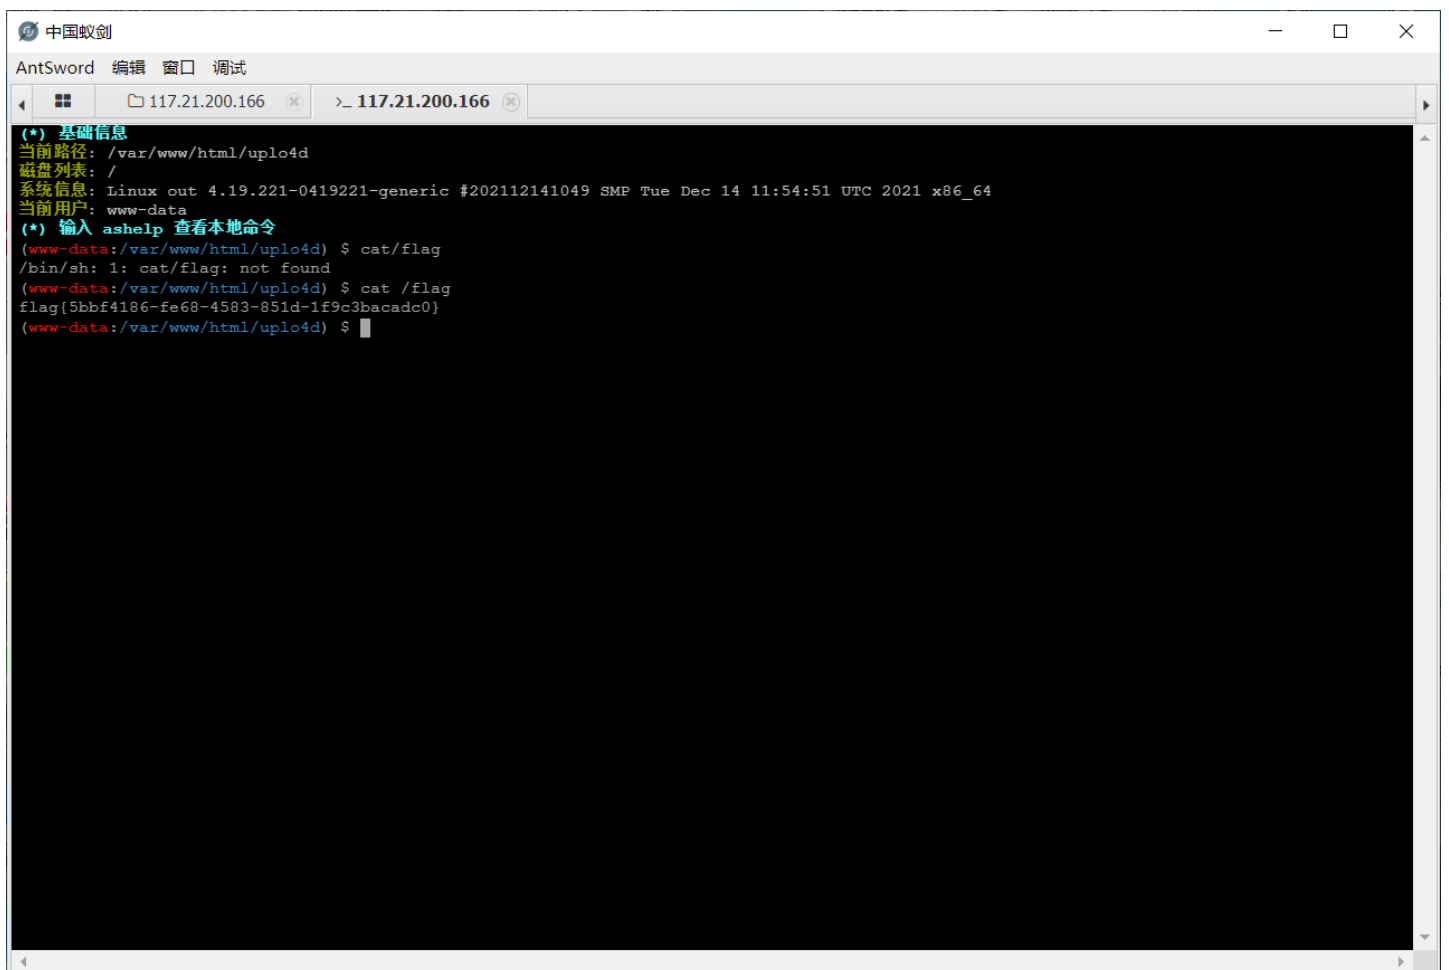 中国蚁剑
AntSword 编辑 窗口 调试
117.21.200.166 >_ 117.21.200.166
(*) 基础信息
当前路径: /var/www/html/uplo4d
磁盘列表: /
系统信息: Linux out 4.19.221-0419221-generic #202112141049 SMP Tue Dec 14 11:54:51 UTC 2021 x86_64
当前用户: www-data
(*) 输入 ashelp 查看本地命令
(www-data:/var/www/html/uplo4d) $ cat/flag
/bin/sh: 1: cat/flag: not found
(www-data:/var/www/html/uplo4d) $ cat /flag
flag{5bbf4186-fe68-4583-851d-1f9c3bacadc0}
(www-data:/var/www/html/uplo4d) $